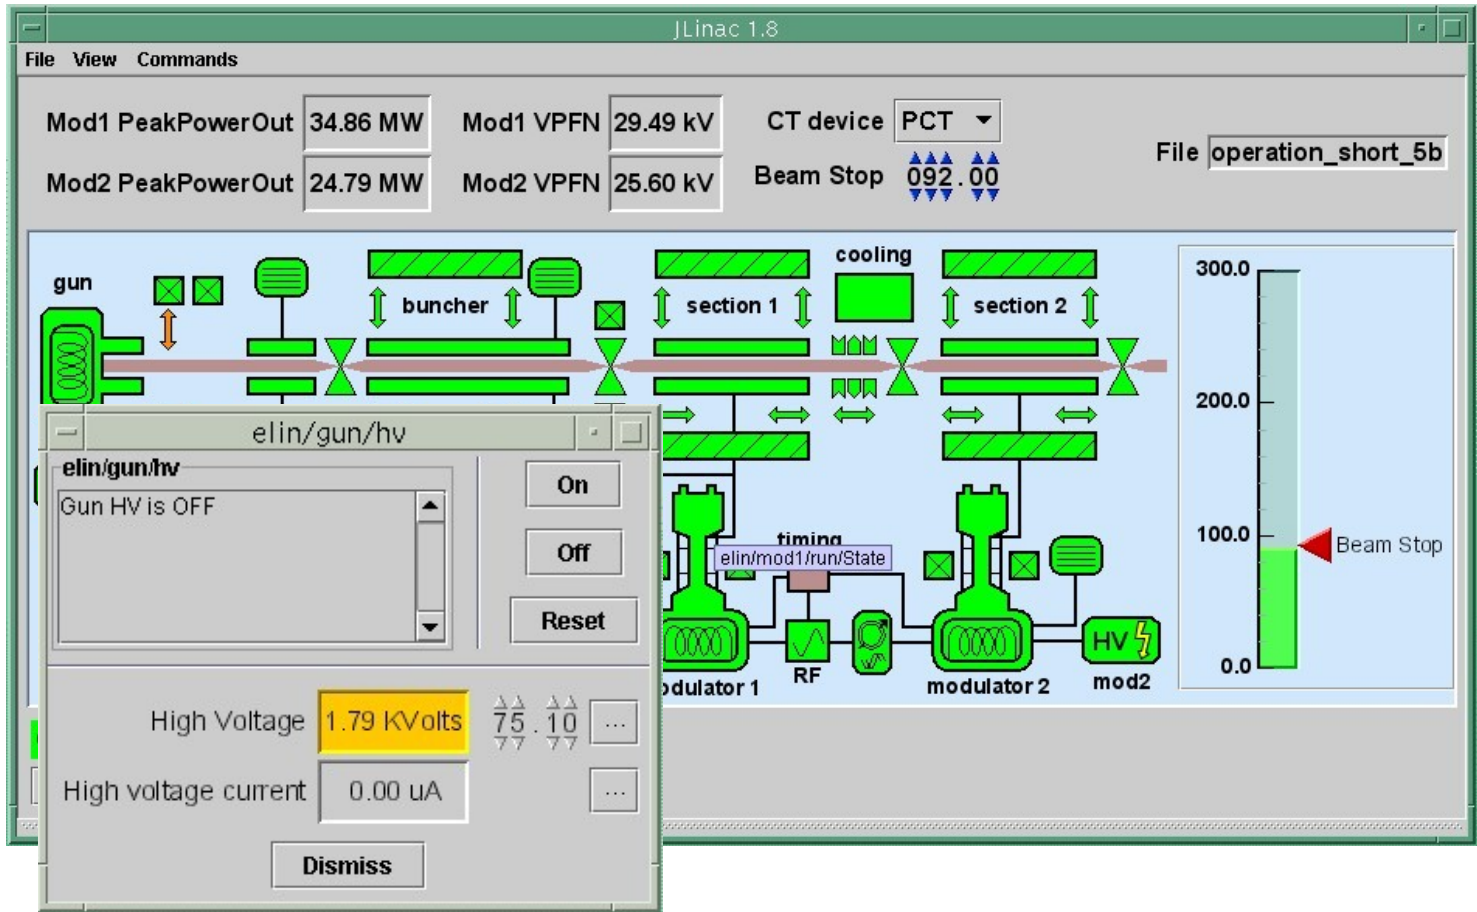 JLinac 1.8
File View Commands
Mod1 PeakPowerOut 34.86 MW Mod1 VPFN 29.49 kV CT device PCT
File operation_short_5b
Mod2 PeakPowerOut 24.79 MW Mod2 VPFN 25.60 kV Beam Stop 092.00
gun
buncher
section 1
cooling
section 2
300.0
200.0
100.0
0.0
Beam Stop
timing
elin/mod1/run/State
odulator 1
RF
modulator 2
HV
mod2
elin/gun/hv
elin/gun/hv
Gun HV is OFF
On
Off
Reset
High Voltage 1.79 KVolts 75.10 ...
High voltage current 0.00 uA ...
Dismiss